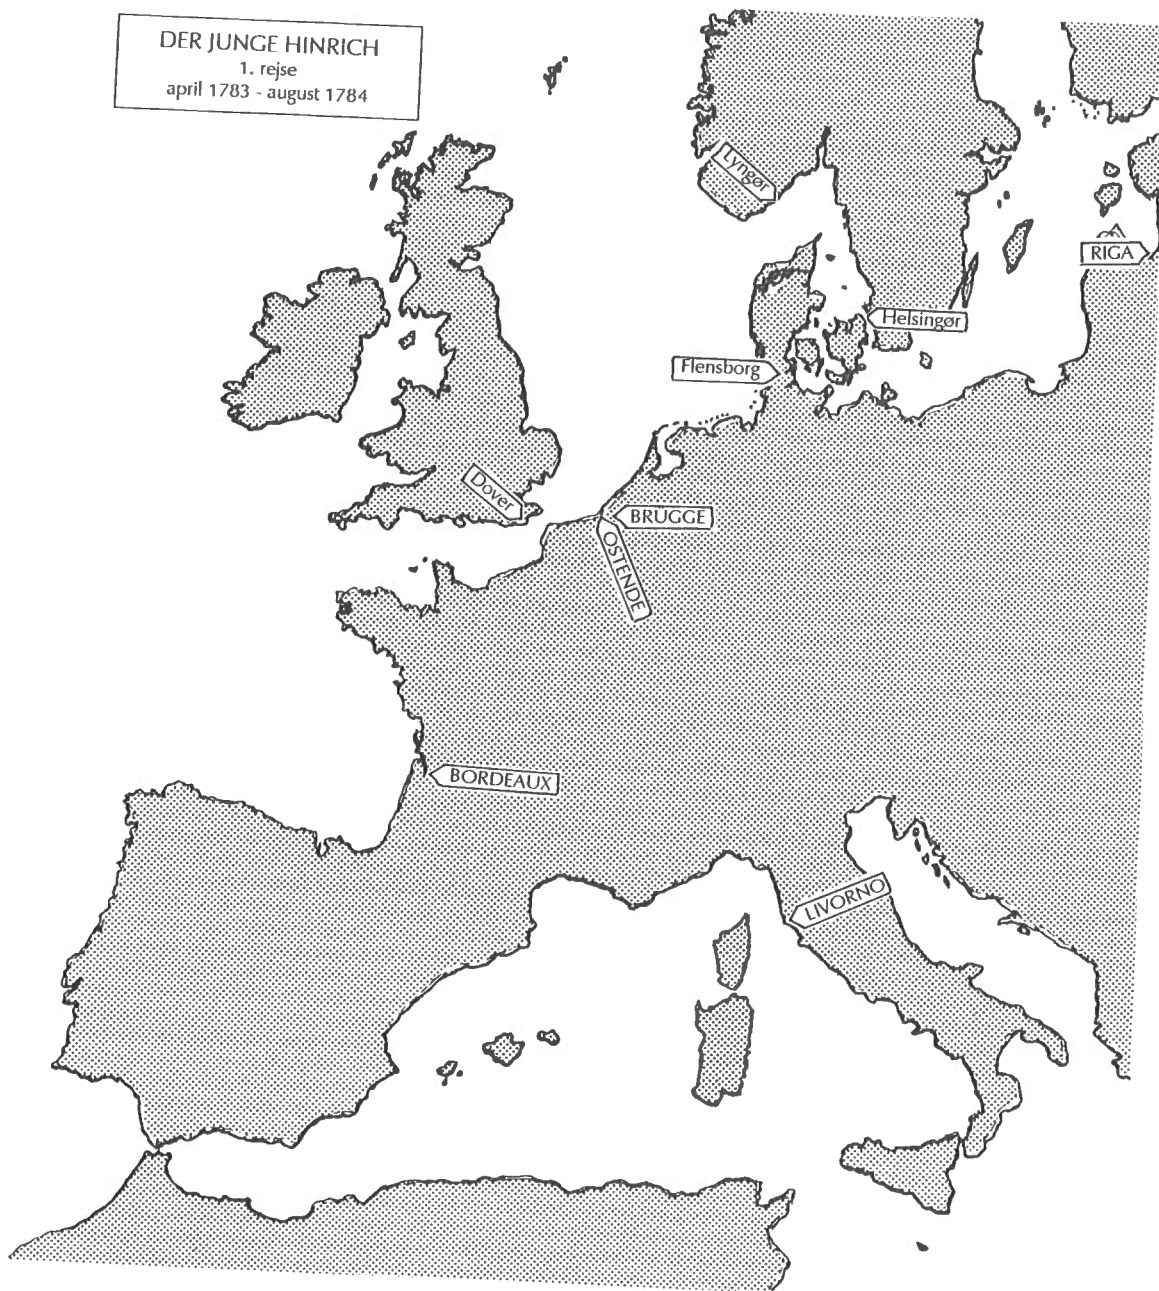 DER JUNGE HINRICH
1. rejse
april 1783 - august 1784
Lyngør
RIGA
Helsingør
Flensborg
Dover
BRUGGE
OSTENDE
BORDEAUX
LIVORNO